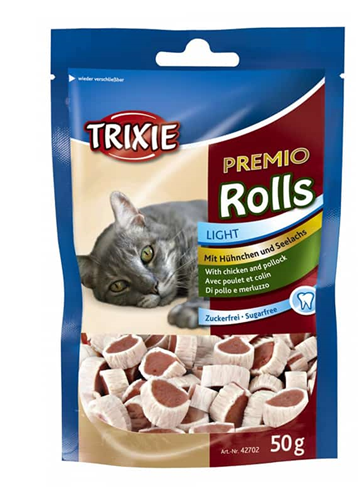 wieder verschließbar
TRIXIE
PREMIO
Rolls
LIGHT
Mit Hühnchen und Seelachs
With chicken and pollock
Avec poulet et colin
Di pollo e merluzzo
Zuckerfrei · Sugarfree
50 g
Art.-Nr. 42702